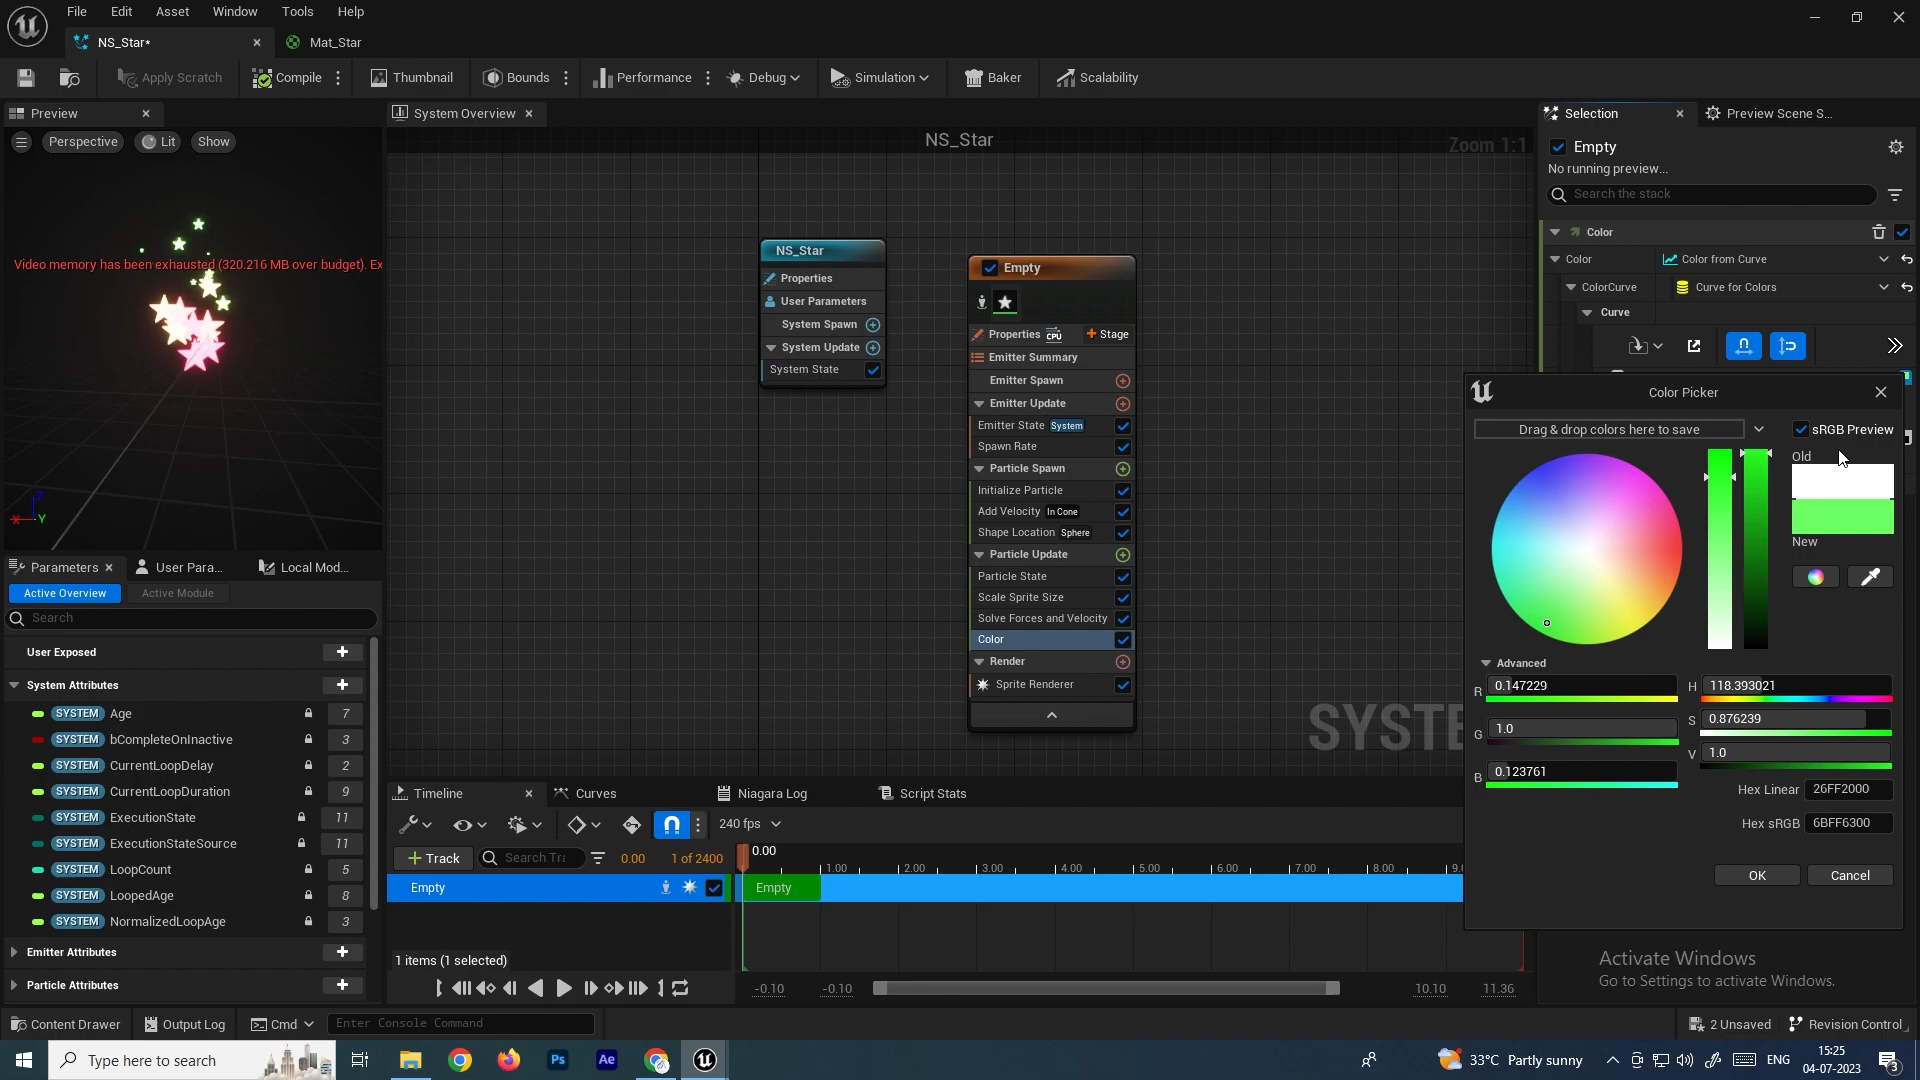 File Edit Asset Window Tools Help
NS_Star* Mat_Star
Apply Scratch Compile Thumbnail Bounds Performance Debug Simulation Baker Scalability
Preview
Perspective Lit Show
Video memory has been exhausted (320.216 MB over budget). Ex
Z
X Y
Parameters User Para... Local Mod...
Active Overview Active Module
Search
User Exposed
System Attributes
SYSTEM Age 7
SYSTEM bCompleteOnInactive 3
SYSTEM CurrentLoopDelay 2
SYSTEM CurrentLoopDuration 9
SYSTEM ExecutionState 11
SYSTEM ExecutionStateSource 11
SYSTEM LoopCount 5
SYSTEM LoopedAge 8
SYSTEM NormalizedLoopAge 3
Emitter Attributes
Particle Attributes
System Overview
NS_Star
Zoom 1:1
NS_Star
Properties
User Parameters
System Spawn
System Update
System State
Empty
Properties CPU Stage
Emitter Summary
Emitter Spawn
Emitter Update
Emitter State System
Spawn Rate
Particle Spawn
Initialize Particle
Add Velocity In Cone
Shape Location Sphere
Particle Update
Particle State
Scale Sprite Size
Solve Forces and Velocity
Color
Render
Sprite Renderer
SYSTE
Timeline Curves Niagara Log Script Stats
240 fps
+ Track Search Tra 0.00 1 of 2400
0.00
1.00 2.00 3.00 4.00 5.00 6.00 7.00 8.00 9.0
Empty
Empty
1 items (1 selected)
-0.10 -0.10 10.10 11.36
Selection Preview Scene S...
Empty
No running preview...
Search the stack
Color
Color Color from Curve
ColorCurve Curve for Colors
Curve
Color Picker
Drag & drop colors here to save
sRGB Preview
Old
New
Advanced
R 0.147229 H 118.393021
G 1.0 S 0.876239
B 0.123761 V 1.0
Hex Linear 26FF2000
Hex sRGB 6BFF6300
OK Cancel
Activate Windows
Go to Settings to activate Windows.
Content Drawer Output Log Cmd Enter Console Command 2 Unsaved Revision Control
Type here to search Ps Ae 33°C Partly sunny ENG 15:25
04-07-2023 3